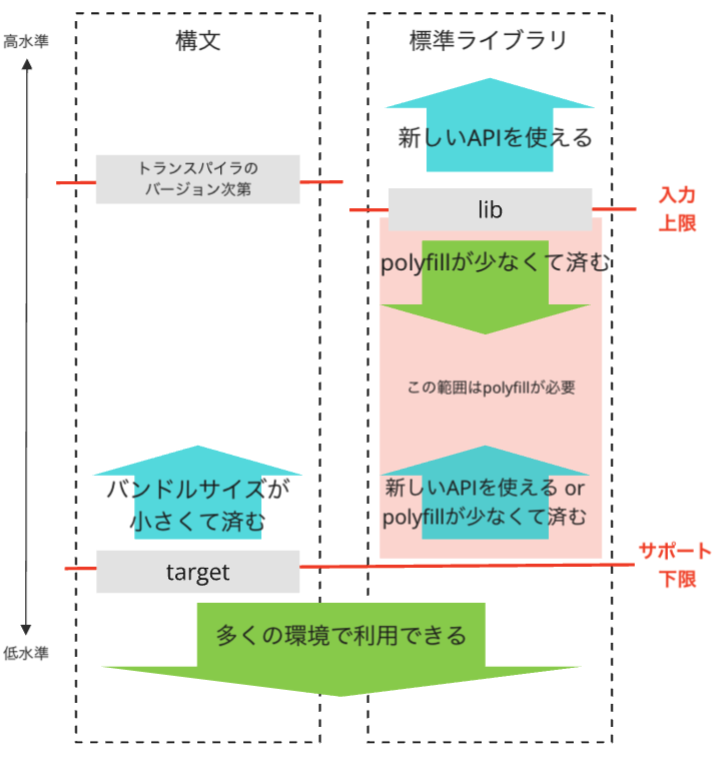 高水準
構文
標準ライブラリ
新しいAPIを使える
トランスパイラの
バージョン次第
lib
入力
上限
polyfillが少なくて済む
この範囲はpolyfillが必要
バンドルサイズが
小さくて済む
新しいAPIを使える or
polyfillが少なくて済む
target
サポート
下限
多くの環境で利用できる
低水準